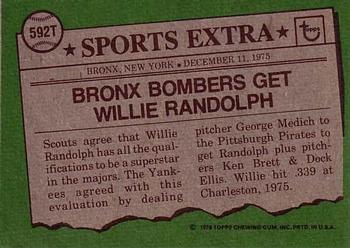 592T
★ SPORTS EXTRA ★
Topps
BRONX, NEW YORK • DECEMBER 11, 1975
BRONX BOMBERS GET
WILLIE RANDOLPH
Scouts agree that Willie
Randolph has all the quali-
fications to be a superstar
in the majors. The Yank-
ees agreed with this
evaluation by dealing
pitcher George Medich to
the Pittsburgh Pirates to
get Randolph plus pitch-
ers Ken Brett & Dock
Ellis. Willie hit .339 at
Charleston, 1975.
© 1976 TOPPS CHEWING GUM, INC. PRTD. IN U.S.A.